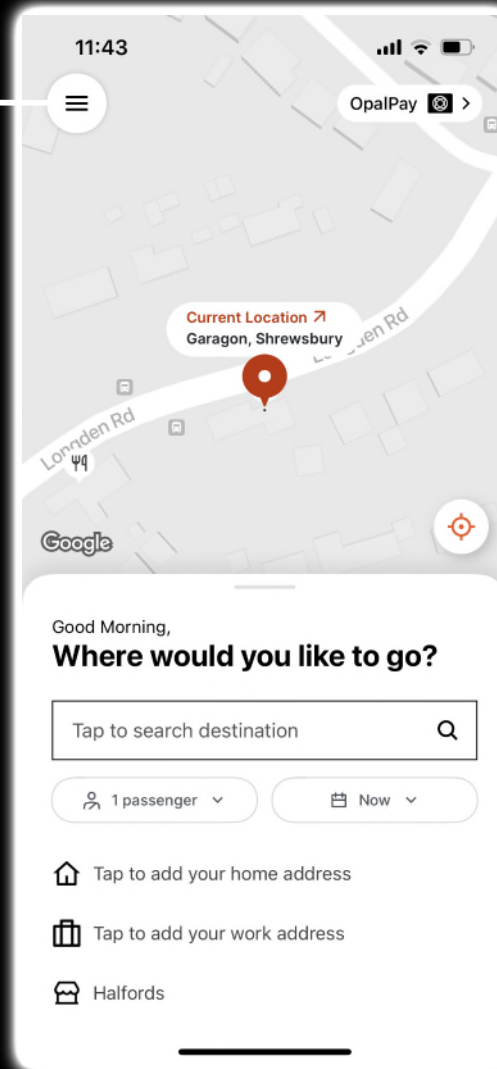 11:43
OpalPay
Current Location
Garagon, Shrewsbury
Longden Rd
Longden Rd
Google
Good Morning,
Where would you like to go?
Tap to search destination
1 passenger
Now
Tap to add your home address
Tap to add your work address
Halfords